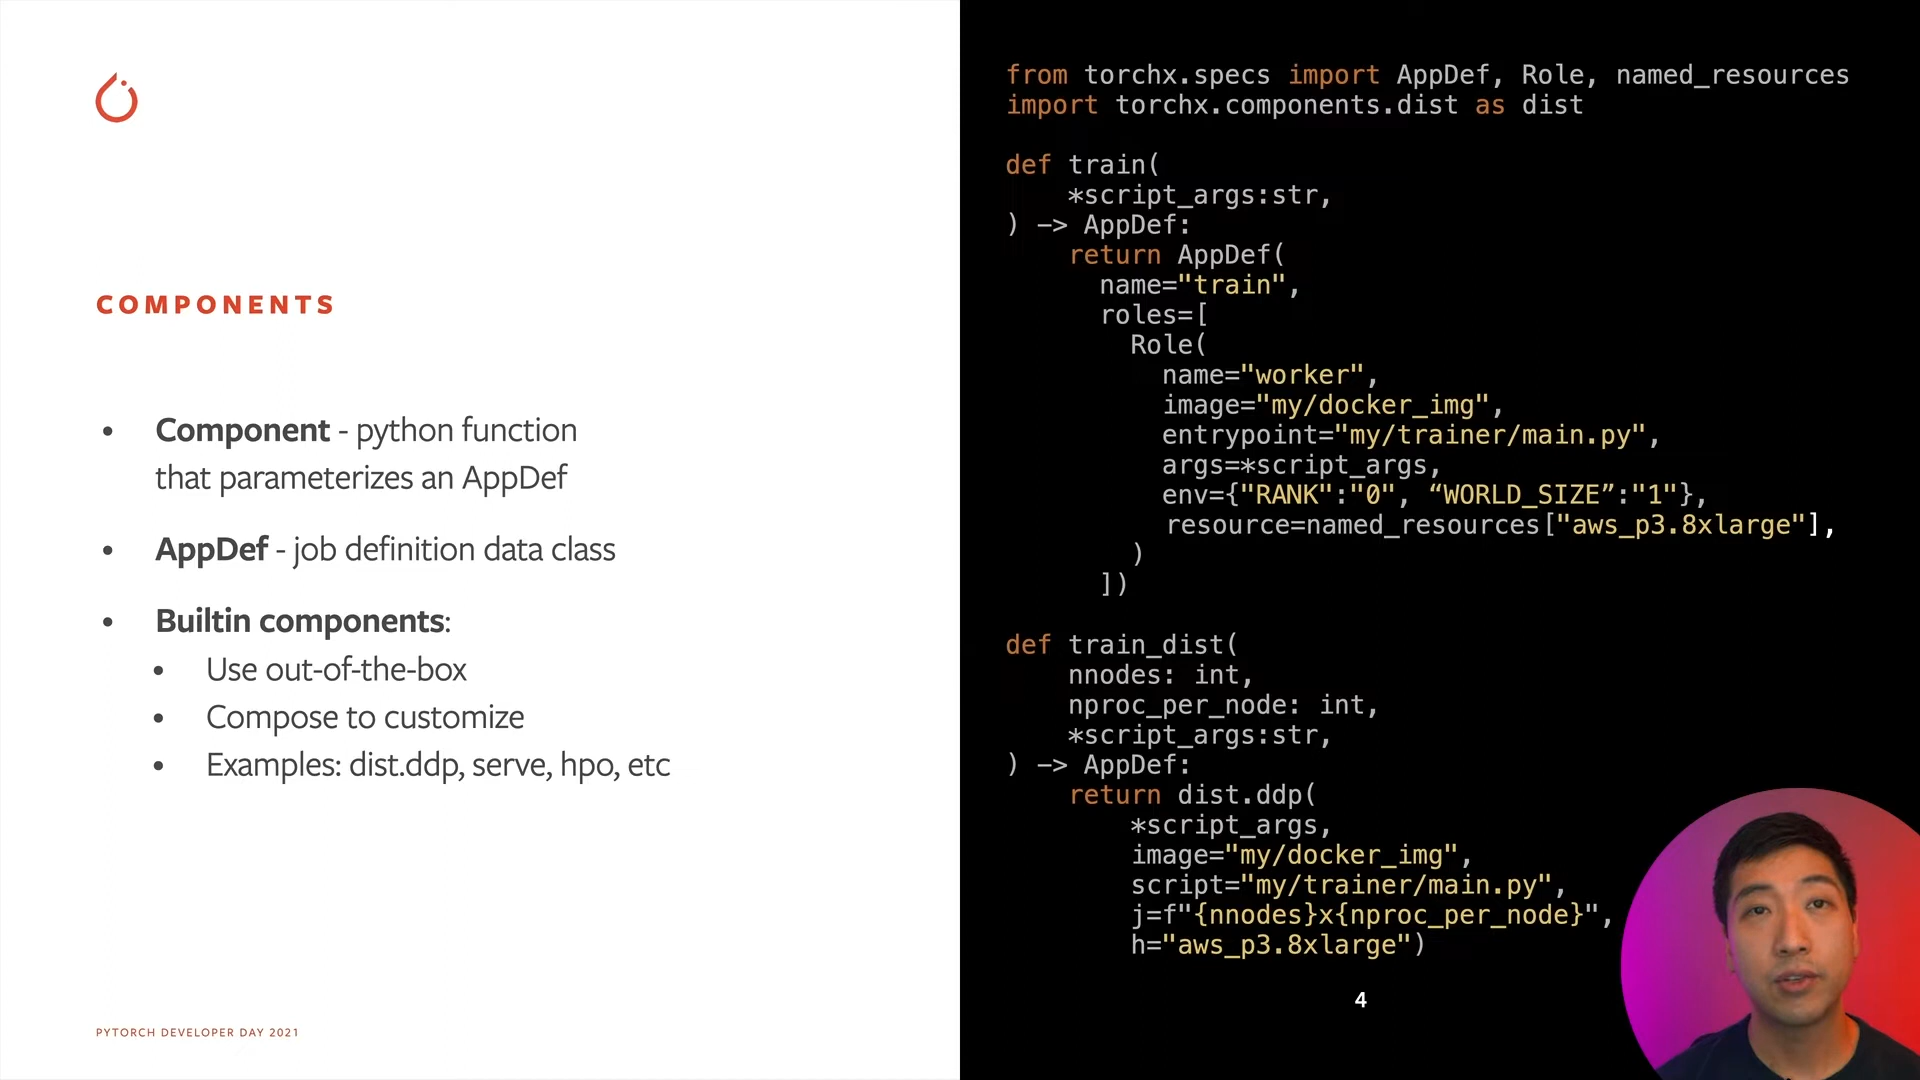 COMPONENTS
• Component - python function
that parameterizes an AppDef
• AppDef - job definition data class
• Builtin components:
• Use out-of-the-box
• Compose to customize
• Examples: dist.ddp, serve, hpo, etc
PYTORCH DEVELOPER DAY 2021
from torchx.specs import AppDef, Role, named_resources
import torchx.components.dist as dist
def train(
    *script_args:str,
) -> AppDef:
    return AppDef(
      name="train",
      roles=[
        Role(
          name="worker",
          image="my/docker_img",
          entrypoint="my/trainer/main.py",
          args=*script_args,
          env={"RANK":"0", “WORLD_SIZE”:"1"},
          resource=named_resources["aws_p3.8xlarge"],
        )
      ])
def train_dist(
    nnodes: int,
    nproc_per_node: int,
    *script_args:str,
) -> AppDef:
    return dist.ddp(
        *script_args,
        image="my/docker_img",
        script="my/trainer/main.py",
        j=f"{nnodes}x{nproc_per_node}",
        h="aws_p3.8xlarge")
4